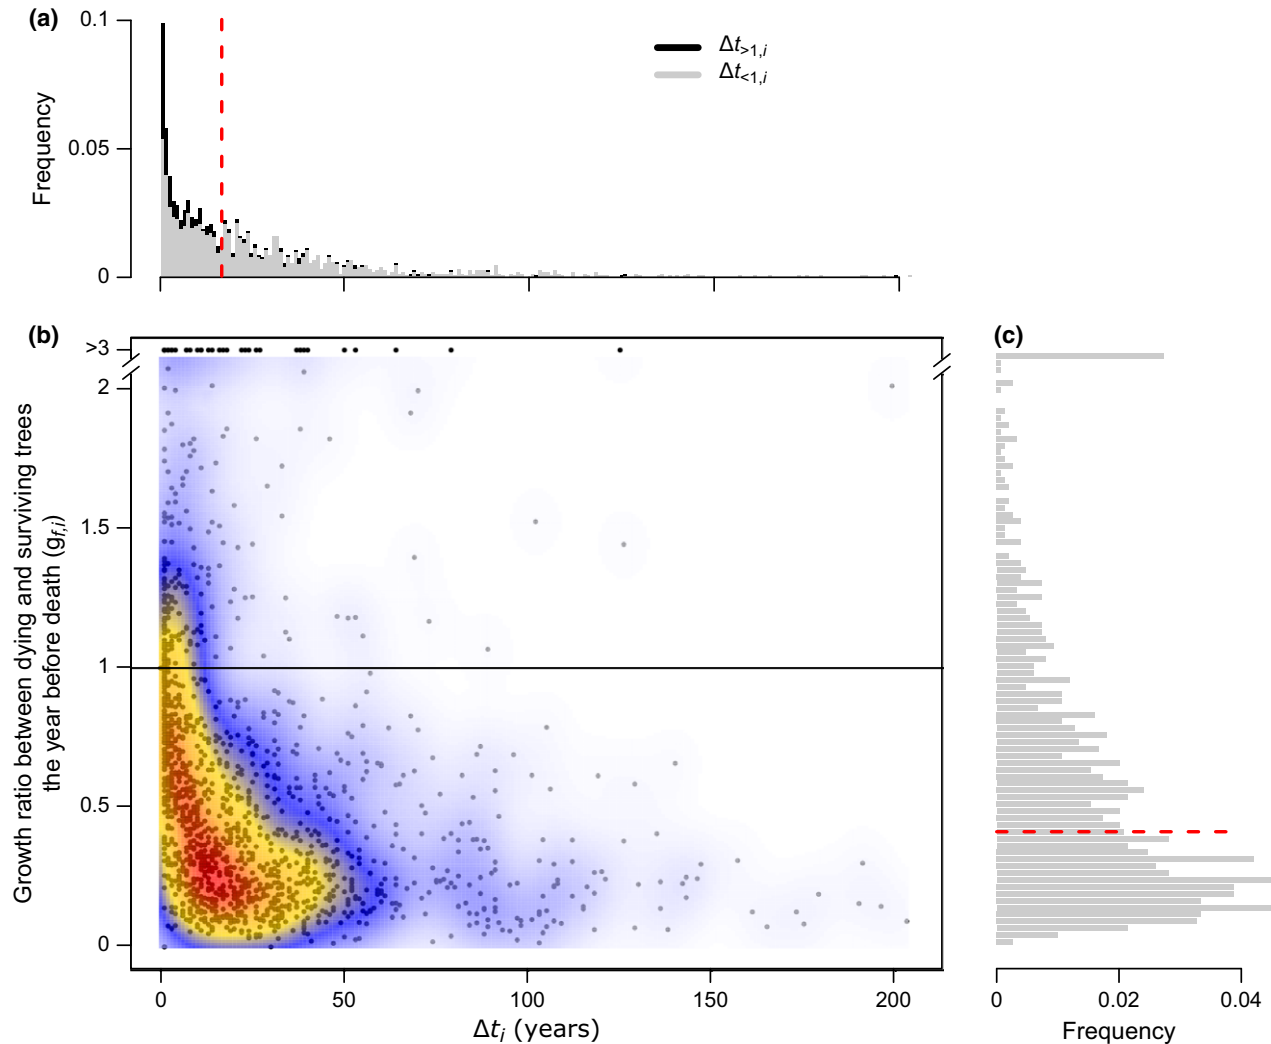 (a)
0.1
0.05
0
Frequency
Δt>1,i
Δt<1,i
(b)
>3
2
1.5
1
0.5
0
Growth ratio between dying and surviving trees
the year before death (gf,i)
0 50 100 150 200
Δti (years)
(c)
0 0.02 0.04
Frequency